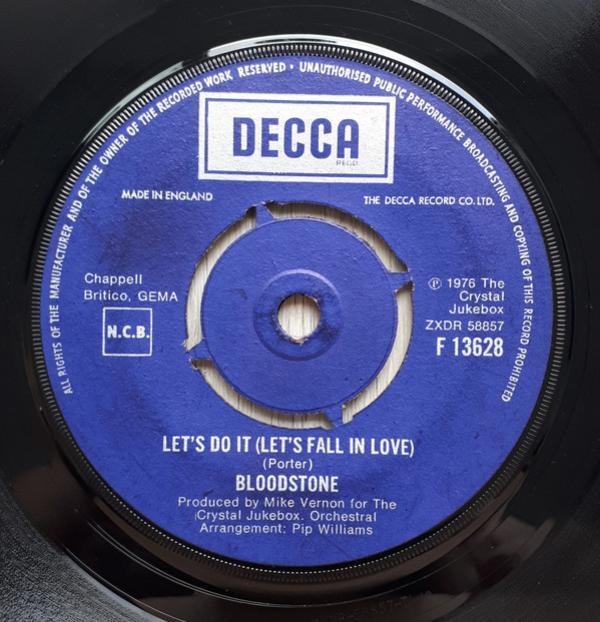 ALL RIGHTS OF THE MANUFACTURER AND OF THE OWNER OF THE RECORDED WORK RESERVED • UNAUTHORISED PUBLIC PERFORMANCE BROADCASTING AND COPYING OF THIS RECORD PROHIBITED
DECCA
REGD.
MADE IN ENGLAND
THE DECCA RECORD CO. LTD.
Chappell
Britico, GEMA
N.C.B.
℗ 1976 The
Crystal
Jukebox
ZXDR 58857
F 13628
LET'S DO IT (LET'S FALL IN LOVE)
(Porter)
BLOODSTONE
Produced by Mike Vernon for The
Crystal Jukebox. Orchestral
Arrangement: Pip Williams